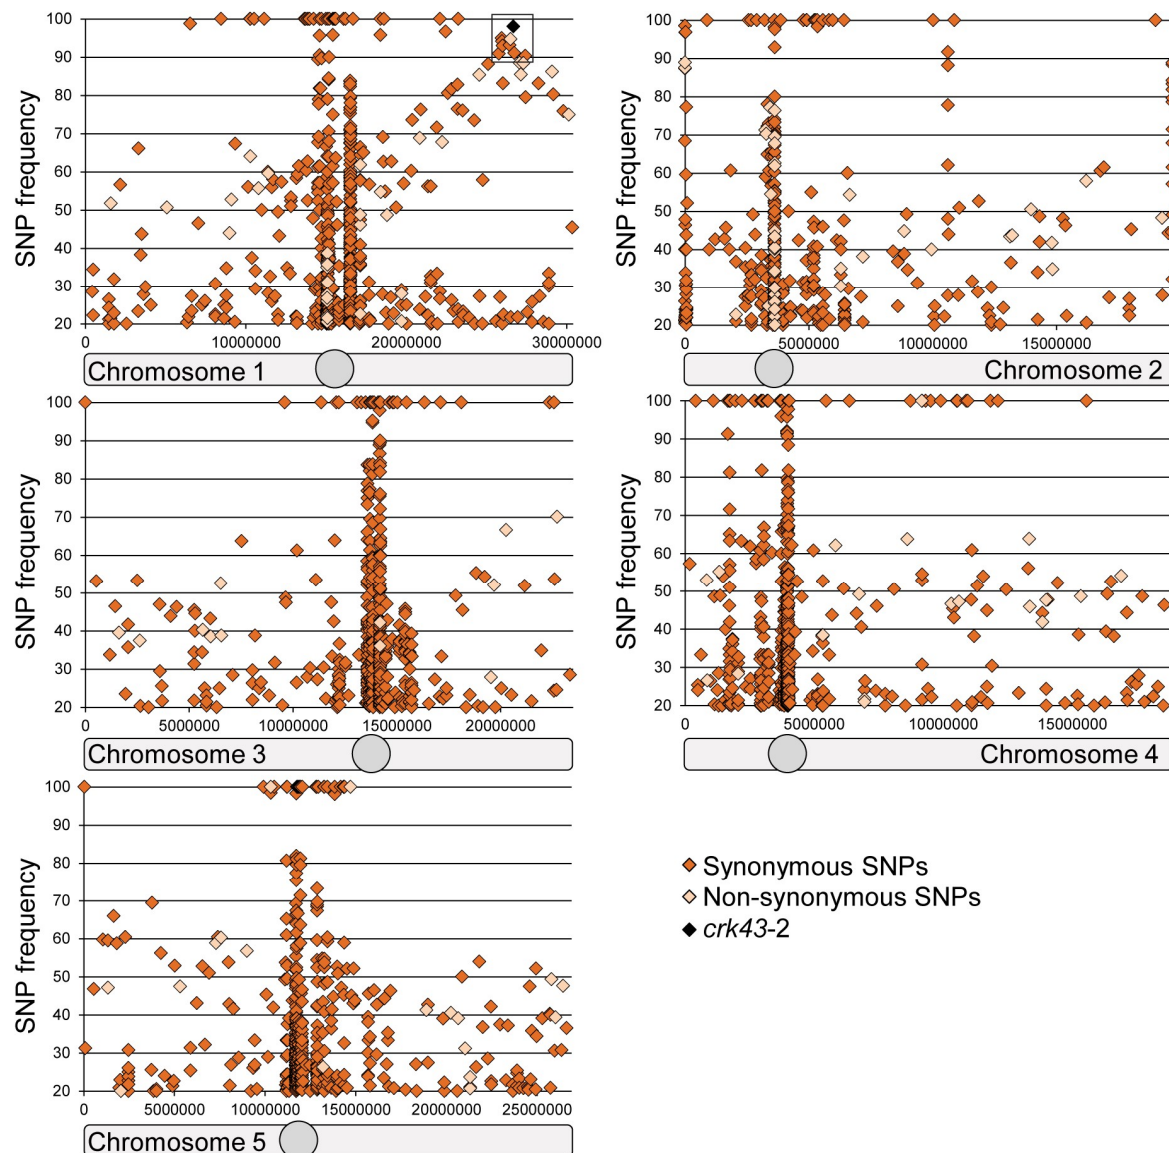 SNP frequency
100
90
80
70
60
50
40
30
20
0 10000000 20000000 30000000
Chromosome 1
SNP frequency
100
90
80
70
60
50
40
30
20
0 5000000 10000000 15000000
Chromosome 2
SNP frequency
100
90
80
70
60
50
40
30
20
0 5000000 10000000 15000000 20000000
Chromosome 3
SNP frequency
100
90
80
70
60
50
40
30
20
0 5000000 10000000 15000000
Chromosome 4
SNP frequency
100
90
80
70
60
50
40
30
20
0 5000000 10000000 15000000 20000000 25000000
Chromosome 5
Synonymous SNPs
Non-synonymous SNPs
crk43-2